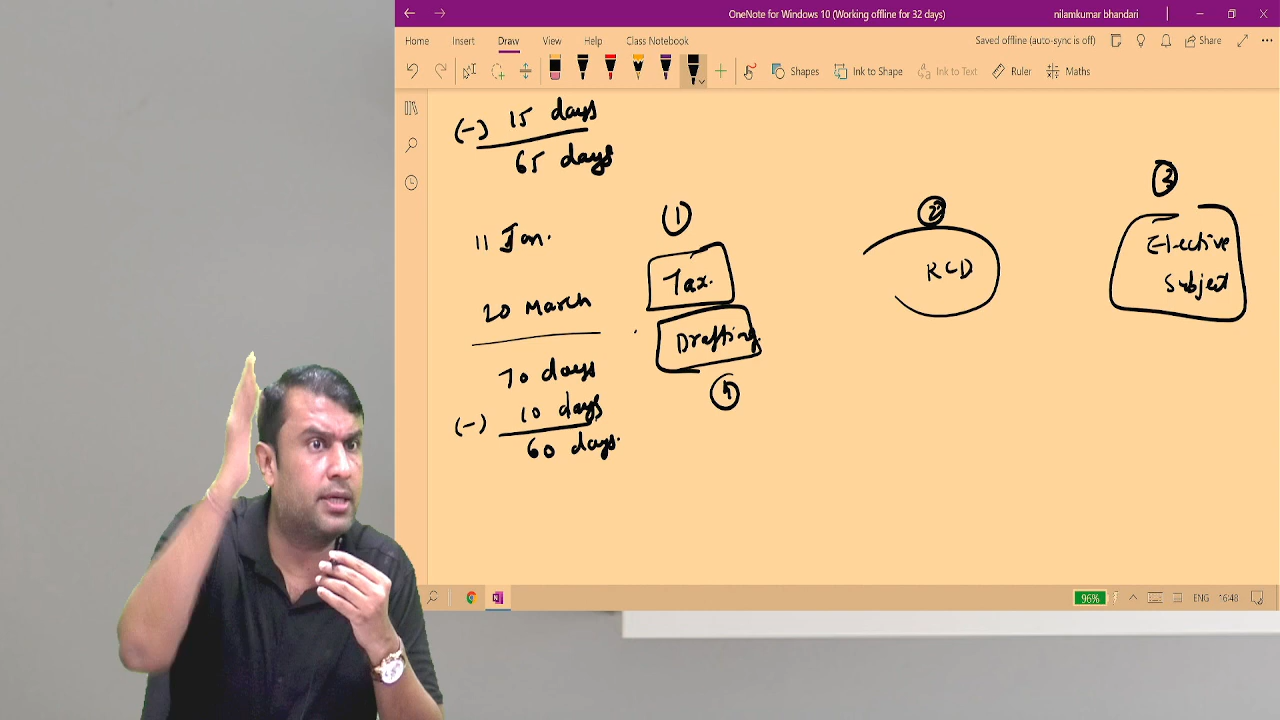 OneNote for Windows 10 (Working offline for 32 days)
nilamkumar bhandari
Home Insert Draw View Help Class Notebook
Saved offline (auto-sync is off)
Share
Shapes
Ink to Shape
Ink to Text
Ruler
Maths
(-) 15 days
65 days
11 Jan.
20 March
70 days
(-) 10 days
60 days.
1
Tax.
Drafting.
4
2
RCD
3
Elective
Subject
96%
ENG
16:48